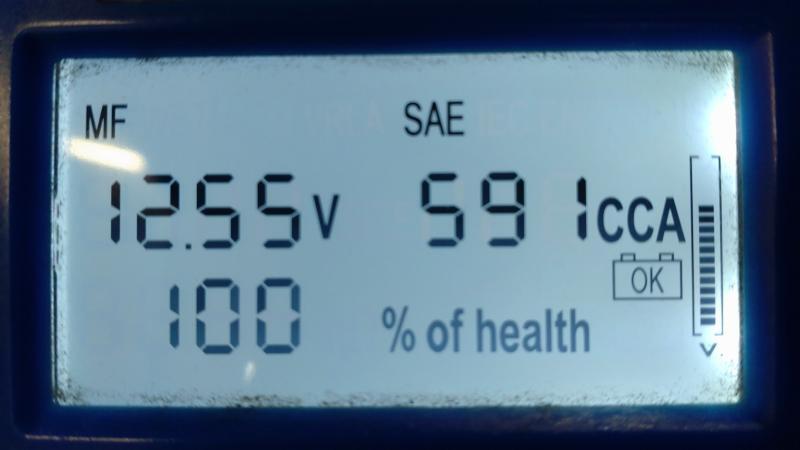 MF SAE
12.55V 591CCA
OK
100 % of health